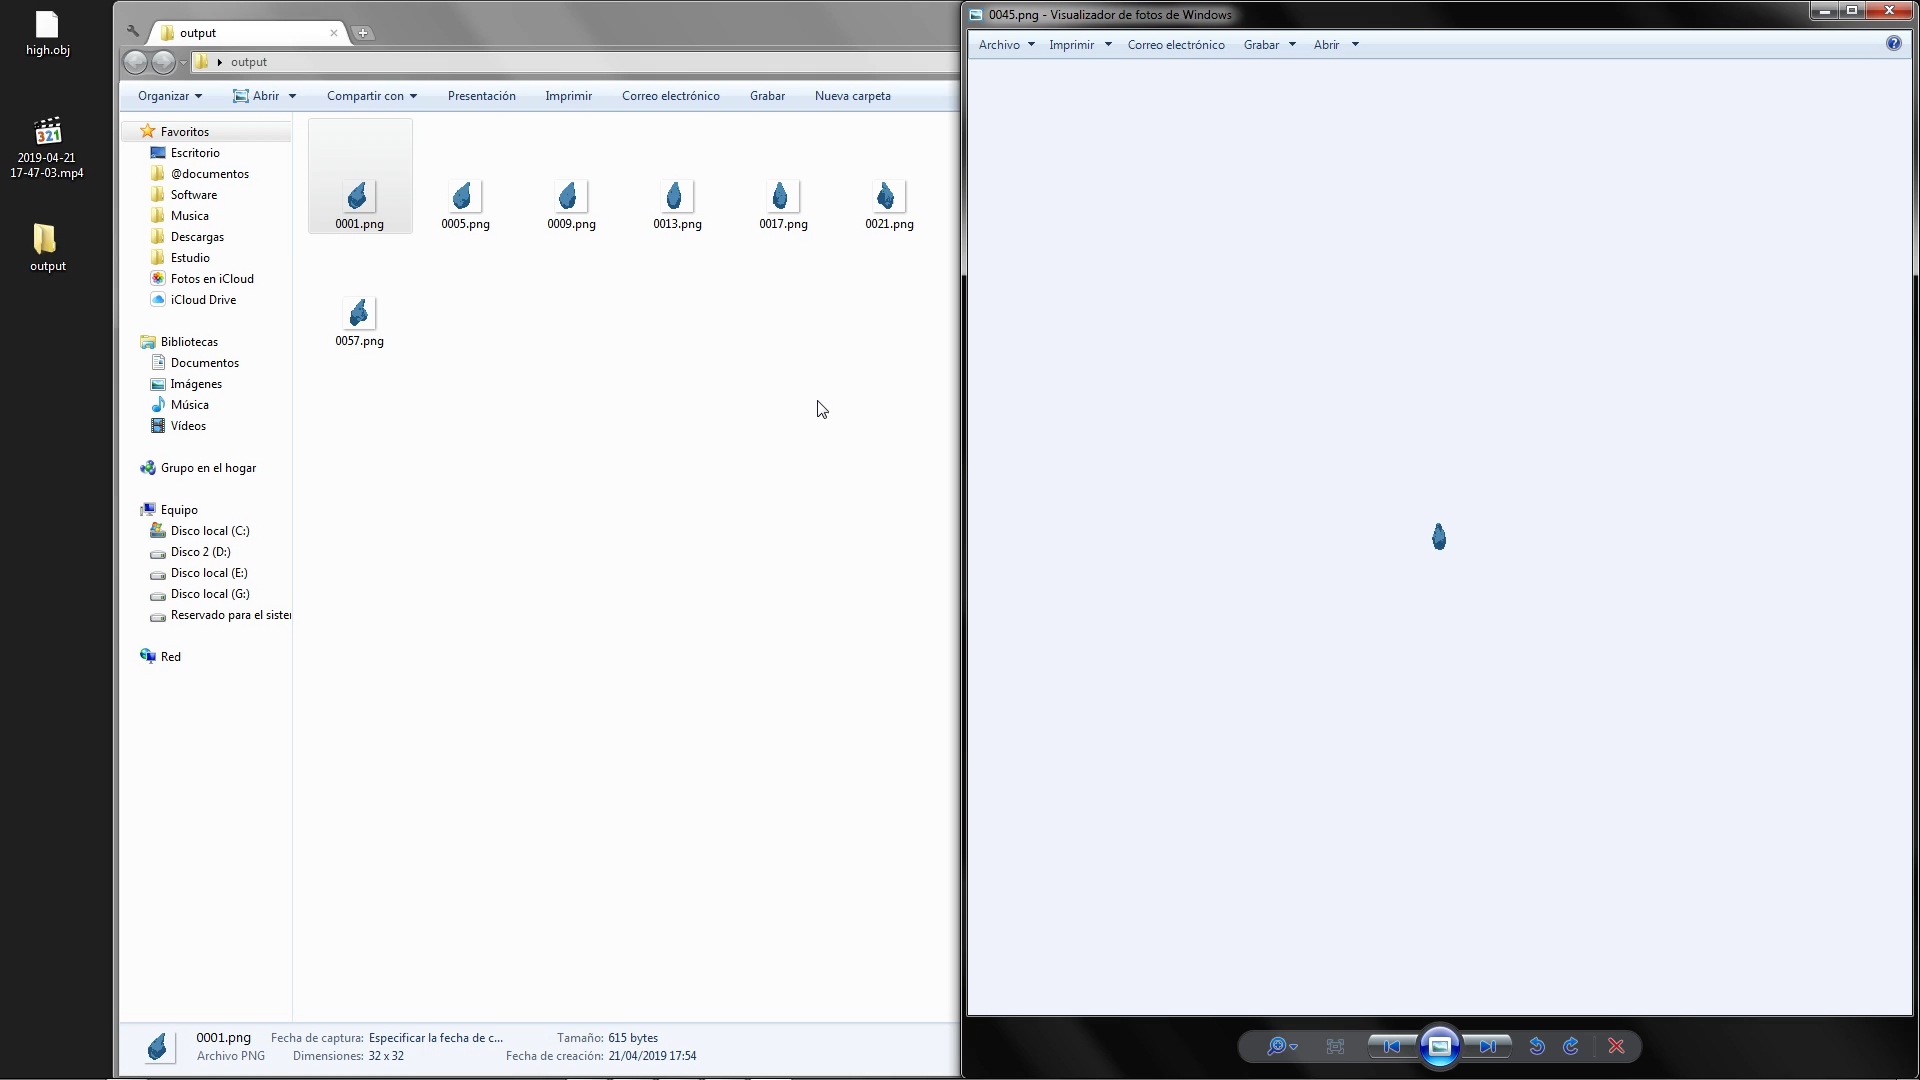 high.obj
321
2019-04-21
17-47-03.mp4
output
output
output
Organizar
Abrir
Compartir con
Presentación
Imprimir
Correo electrónico
Grabar
Nueva carpeta
Favoritos
Escritorio
@documentos
Software
Musica
Descargas
Estudio
Fotos en iCloud
iCloud Drive
Bibliotecas
Documentos
Imágenes
Música
Vídeos
Grupo en el hogar
Equipo
Disco local (C:)
Disco 2 (D:)
Disco local (E:)
Disco local (G:)
Reservado para el sister
Red
0001.png
0005.png
0009.png
0013.png
0017.png
0021.png
0057.png
0001.png Fecha de captura: Especificar la fecha de c... Tamaño: 615 bytes
Archivo PNG Dimensiones: 32 x 32 Fecha de creación: 21/04/2019 17:54
0045.png - Visualizador de fotos de Windows
Archivo Imprimir Correo electrónico Grabar Abrir